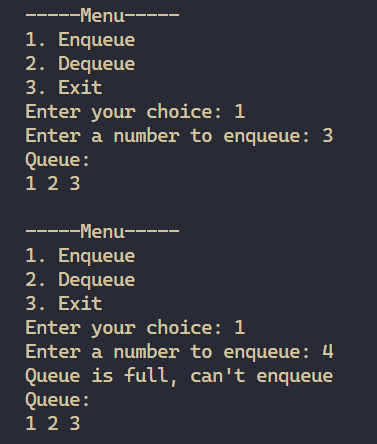 -----Menu-----
1. Enqueue
2. Dequeue
3. Exit
Enter your choice: 1
Enter a number to enqueue: 3
Queue:
1 2 3
-----Menu-----
1. Enqueue
2. Dequeue
3. Exit
Enter your choice: 1
Enter a number to enqueue: 4
Queue is full, can't enqueue
Queue:
1 2 3